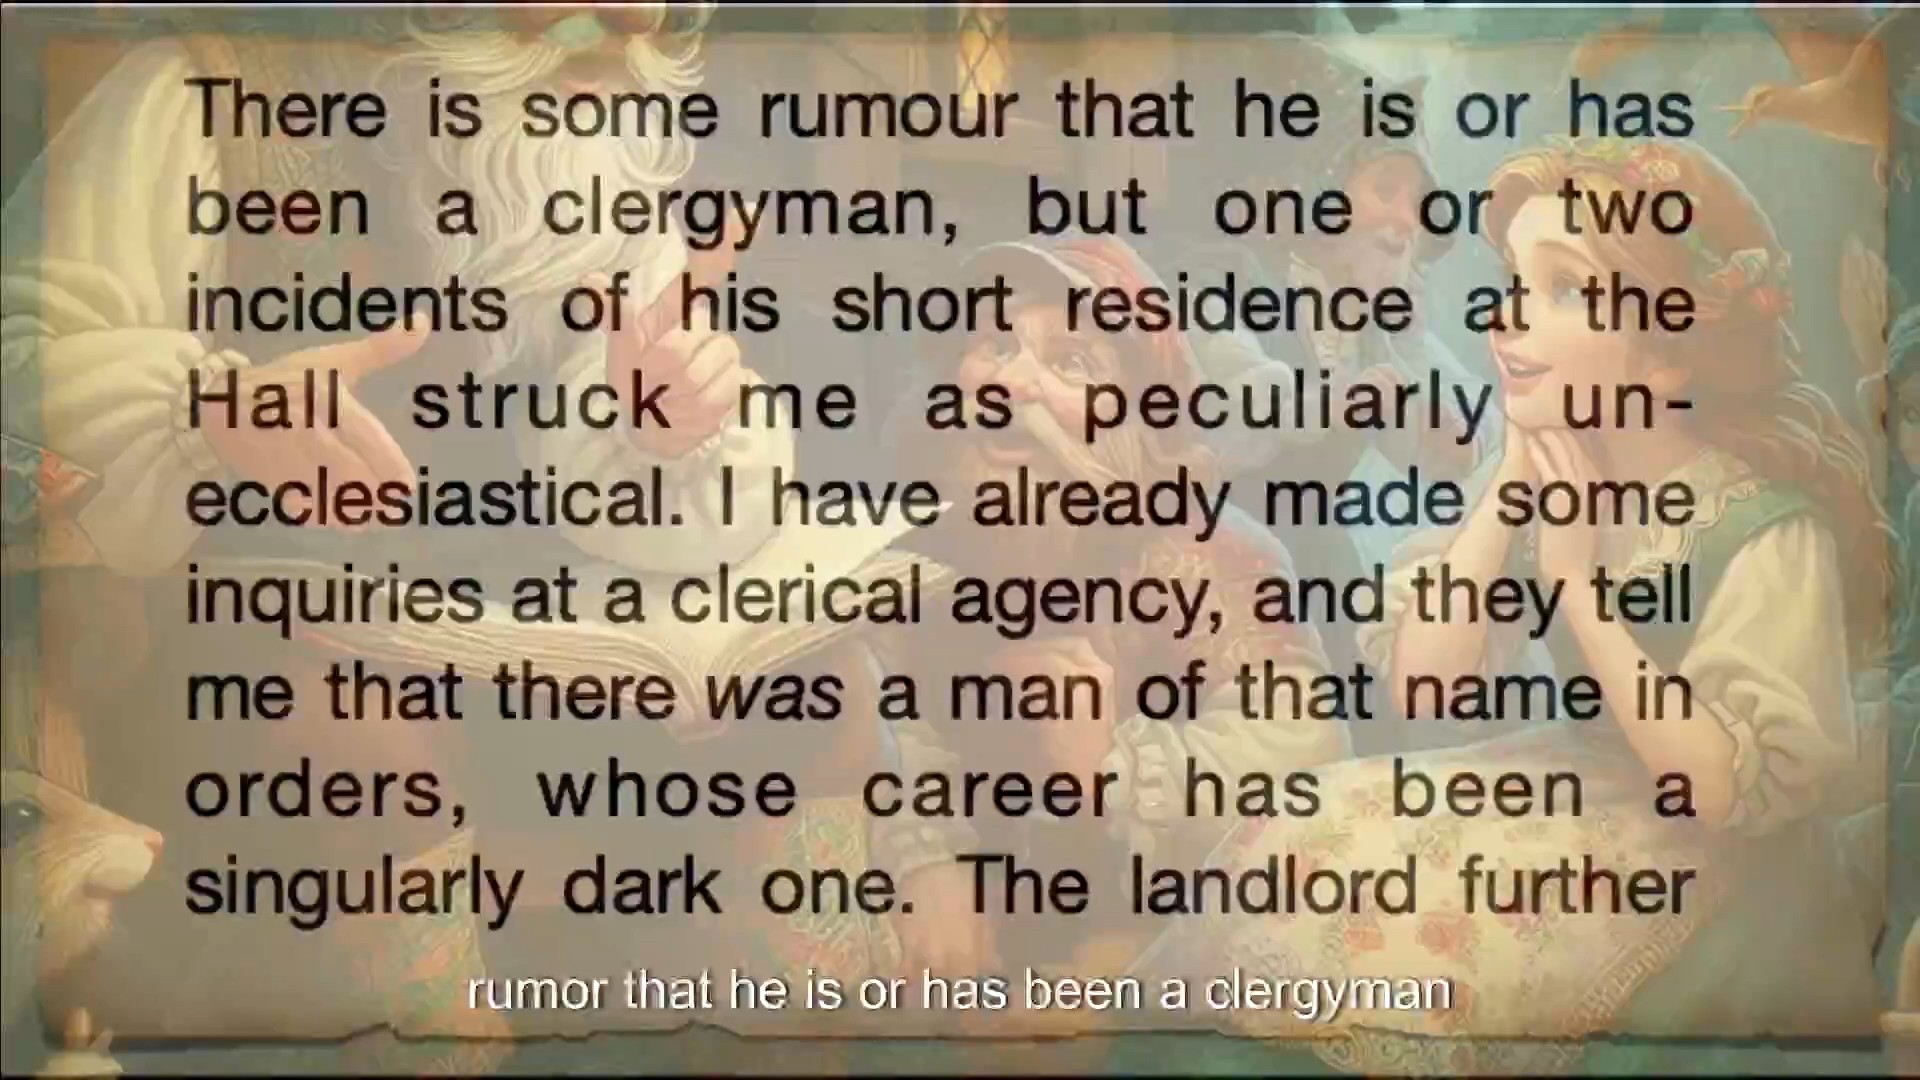 There is some rumour that he is or has
been a clergyman, but one or two
incidents of his short residence at the
Hall struck me as peculiarly un-
ecclesiastical. I have already made some
inquiries at a clerical agency, and they tell
me that there was a man of that name in
orders, whose career has been a
singularly dark one. The landlord further
rumor that he is or has been a clergyman